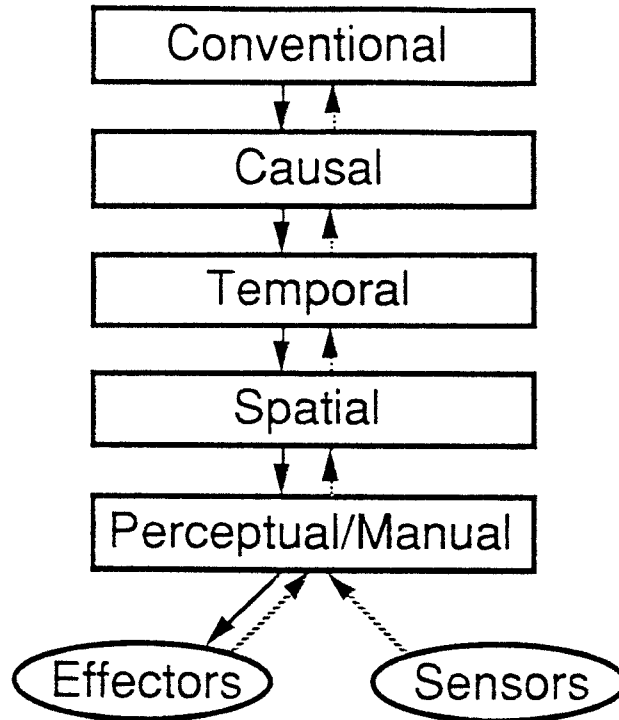 Conventional
Causal
Temporal
Spatial
Perceptual/Manual
Effectors
Sensors